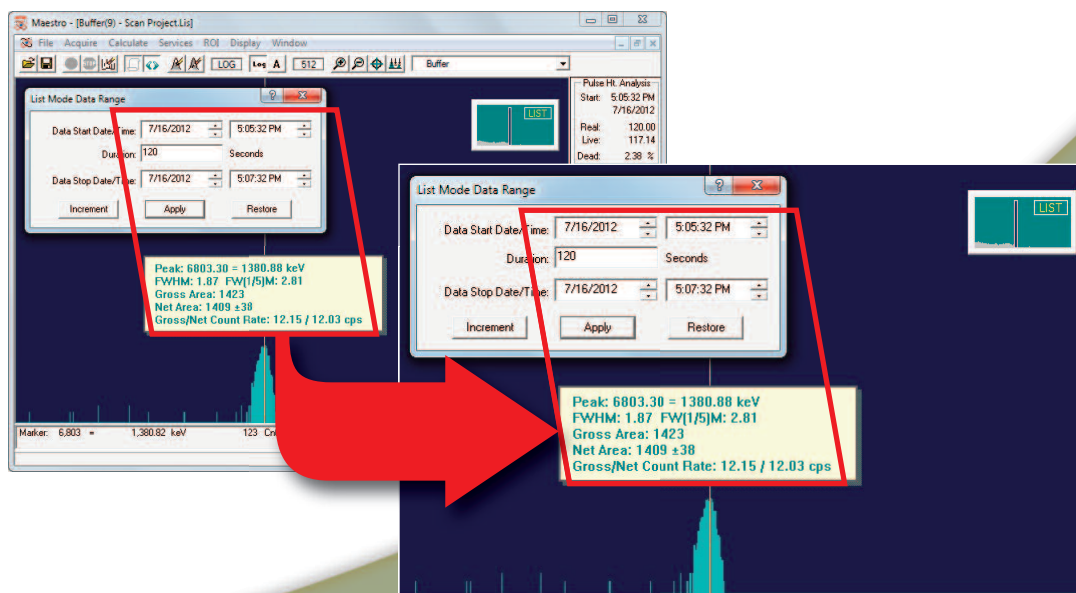 Maestro - [Buffer(9) - Scan Project.Lis]
File Acquire Calculate Services ROI Display Window
LOG Log A 512 Buffer
List Mode Data Range
Data Start Date/Time: 7/16/2012 5:05:32 PM
Duration: 120 Seconds
Data Stop Date/Time: 7/16/2012 5:07:32 PM
Increment Apply Restore
LIST
Pulse Ht. Analysis
Start: 5:05:32 PM
7/16/2012
Real: 120.00
Live: 117.14
Dead: 2.38 %
Peak: 6803.30 = 1380.88 keV
FWHM: 1.87 FW(1/5)M: 2.81
Gross Area: 1423
Net Area: 1409 ±38
Gross/Net Count Rate: 12.15 / 12.03 cps
Marker: 6,803 = 1,380.82 keV 123
List Mode Data Range
Data Start Date/Time: 7/16/2012 5:05:32 PM
Duration: 120 Seconds
Data Stop Date/Time: 7/16/2012 5:07:32 PM
Increment Apply Restore
LIST
Peak: 6803.30 = 1380.88 keV
FWHM: 1.87 FW(1/5)M: 2.81
Gross Area: 1423
Net Area: 1409 ±38
Gross/Net Count Rate: 12.15 / 12.03 cps